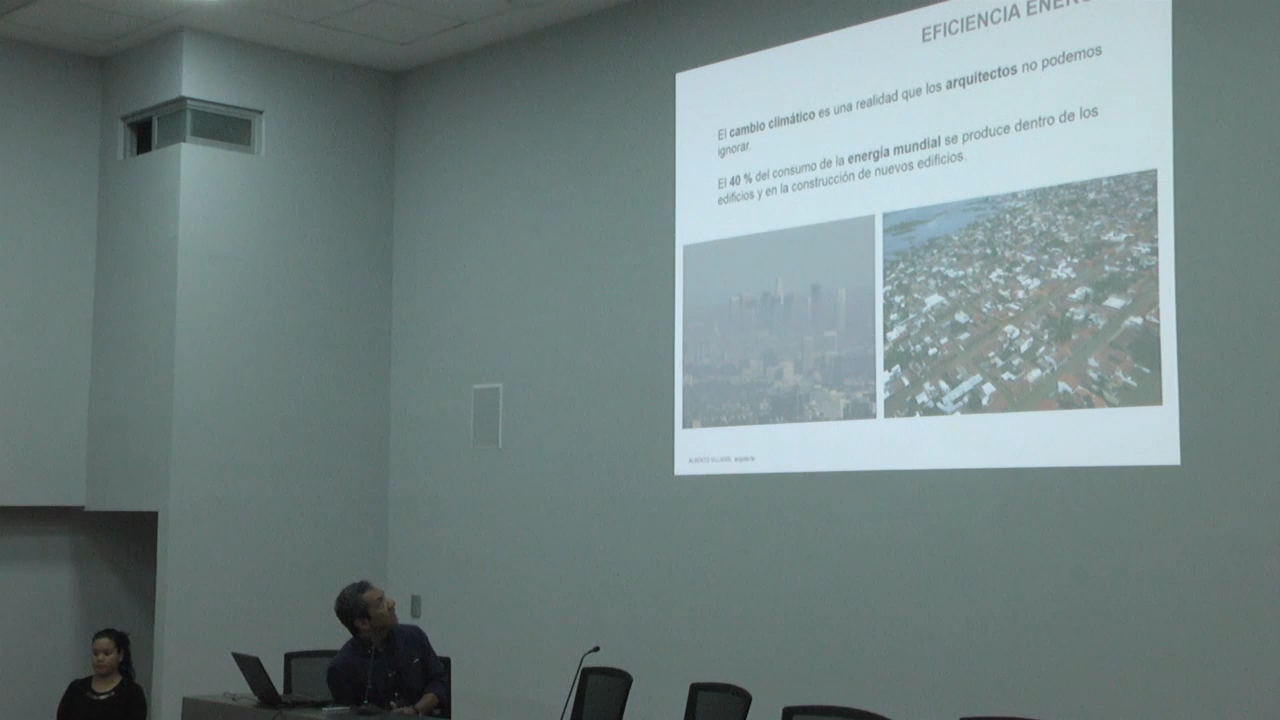 EFICIENCIA ENERG
El cambio climático es una realidad que los arquitectos no podemos
ignorar.
El 40 % del consumo de la energía mundial se produce dentro de los
edificios y en la construcción de nuevos edificios.